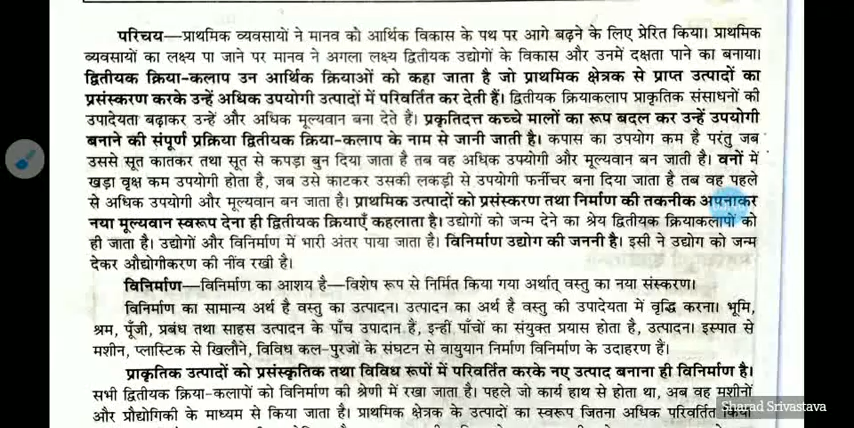 परिचय—प्राथमिक व्यवसायों ने मानव को आर्थिक विकास के पथ पर आगे बढ़ने के लिए प्रेरित किया। प्राथमिक
व्यवसायों का लक्ष्य पा जाने पर मानव ने अगला लक्ष्य द्वितीयक उद्योगों के विकास और उनमें दक्षता पाने का बनाया।
द्वितीयक क्रिया-कलाप उन आर्थिक क्रियाओं को कहा जाता है जो प्राथमिक क्षेत्रक से प्राप्त उत्पादों का
प्रसंस्करण करके उन्हें अधिक उपयोगी उत्पादों में परिवर्तित कर देती हैं। द्वितीयक क्रियाकलाप प्राकृतिक संसाधनों की
उपादेयता बढ़ाकर उन्हें और अधिक मूल्यवान बना देते हैं। प्रकृतिदत्त कच्चे मालों का रूप बदल कर उन्हें उपयोगी
बनाने की संपूर्ण प्रक्रिया द्वितीयक क्रिया-कलाप के नाम से जानी जाती है। कपास का उपयोग कम है परंतु जब
उससे सूत कातकर तथा सूत से कपड़ा बुन दिया जाता है तब वह अधिक उपयोगी और मूल्यवान बन जाती है। वनों में
खड़ा वृक्ष कम उपयोगी होता है, जब उसे काटकर उसकी लकड़ी से उपयोगी फर्नीचर बना दिया जाता है तब वह पहले
से अधिक उपयोगी और मूल्यवान बन जाता है। प्राथमिक उत्पादों को प्रसंस्करण तथा निर्माण की तकनीक अपनाकर
नया मूल्यवान स्वरूप देना ही द्वितीयक क्रियाएँ कहलाता है। उद्योगों को जन्म देने का श्रेय द्वितीयक क्रियाकलापों को
ही जाता है। उद्योगों और विनिर्माण में भारी अंतर पाया जाता है। विनिर्माण उद्योग की जननी है। इसी ने उद्योग को जन्म
देकर औद्योगीकरण की नींव रखी है।
विनिर्माण—विनिर्माण का आशय है—विशेष रूप से निर्मित किया गया अर्थात् वस्तु का नया संस्करण।
विनिर्माण का सामान्य अर्थ है वस्तु का उत्पादन। उत्पादन का अर्थ है वस्तु की उपादेयता में वृद्धि करना। भूमि,
श्रम, पूँजी, प्रबंध तथा साहस उत्पादन के पाँच उपादान हैं, इन्हीं पाँचों का संयुक्त प्रयास होता है, उत्पादन। इस्पात से
मशीन, प्लास्टिक से खिलौने, विविध कल-पुरजों के संघटन से वायुयान निर्माण विनिर्माण के उदाहरण हैं।
प्राकृतिक उत्पादों को प्रसंस्कृतिक तथा विविध रूपों में परिवर्तित करके नए उत्पाद बनाना ही विनिर्माण है।
सभी द्वितीयक क्रिया-कलापों को विनिर्माण की श्रेणी में रखा जाता है। पहले जो कार्य हाथ से होता था, अब वह मशीनों
और प्रौद्योगिकी के माध्यम से किया जाता है। प्राथमिक क्षेत्रक के उत्पादों का स्वरूप जितना अधिक परिवर्तित किया
Sharad Srivastava